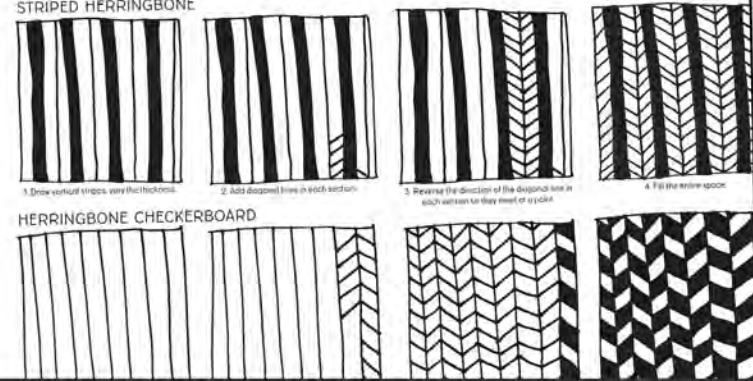 STRIPED HERRINGBONE
1. Draw vertical stripes, vary the thickness.
2. Add diagonal lines in each section.
3. Reverse the direction of the diagonal line in
each section so they meet at a point.
4. Fill the entire space.
HERRINGBONE CHECKERBOARD